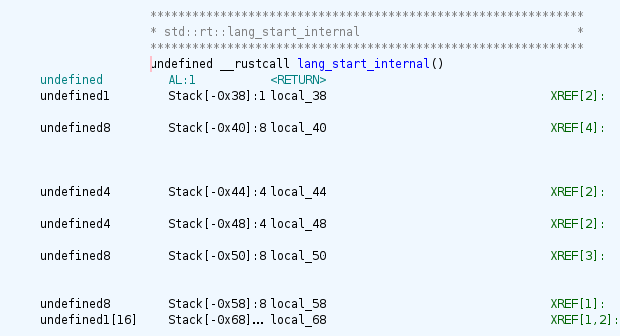 **************************************************************
* std::rt::lang_start_internal *
**************************************************************
undefined __rustcall lang_start_internal()
undefined AL:1 <RETURN>
undefined1 Stack[-0x38]:1 local_38 XREF[2]:
undefined8 Stack[-0x40]:8 local_40 XREF[4]:
undefined4 Stack[-0x44]:4 local_44 XREF[2]:
undefined4 Stack[-0x48]:4 local_48 XREF[2]:
undefined8 Stack[-0x50]:8 local_50 XREF[3]:
undefined8 Stack[-0x58]:8 local_58 XREF[1]:
undefined1[16] Stack[-0x68]... local_68 XREF[1,2]: